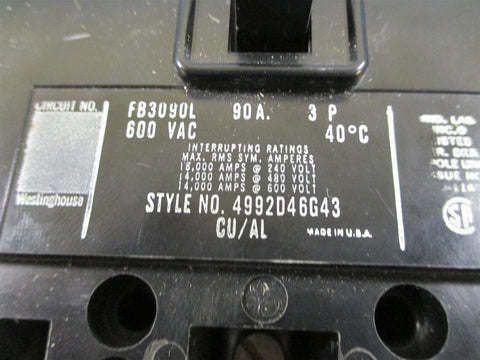 CIRCUIT NO.
Westinghouse
FB3090L 90A. 3 P
600 VAC 40°C
INTERRUPTING RATINGS
MAX. RMS SYM. AMPERES
18,000 AMPS @ 240 VOLT
14,000 AMPS @ 480 VOLT
14,000 AMPS @ 600 VOLT
STYLE NO. 4992D46G43
CU/AL
MADE IN U.S.A.